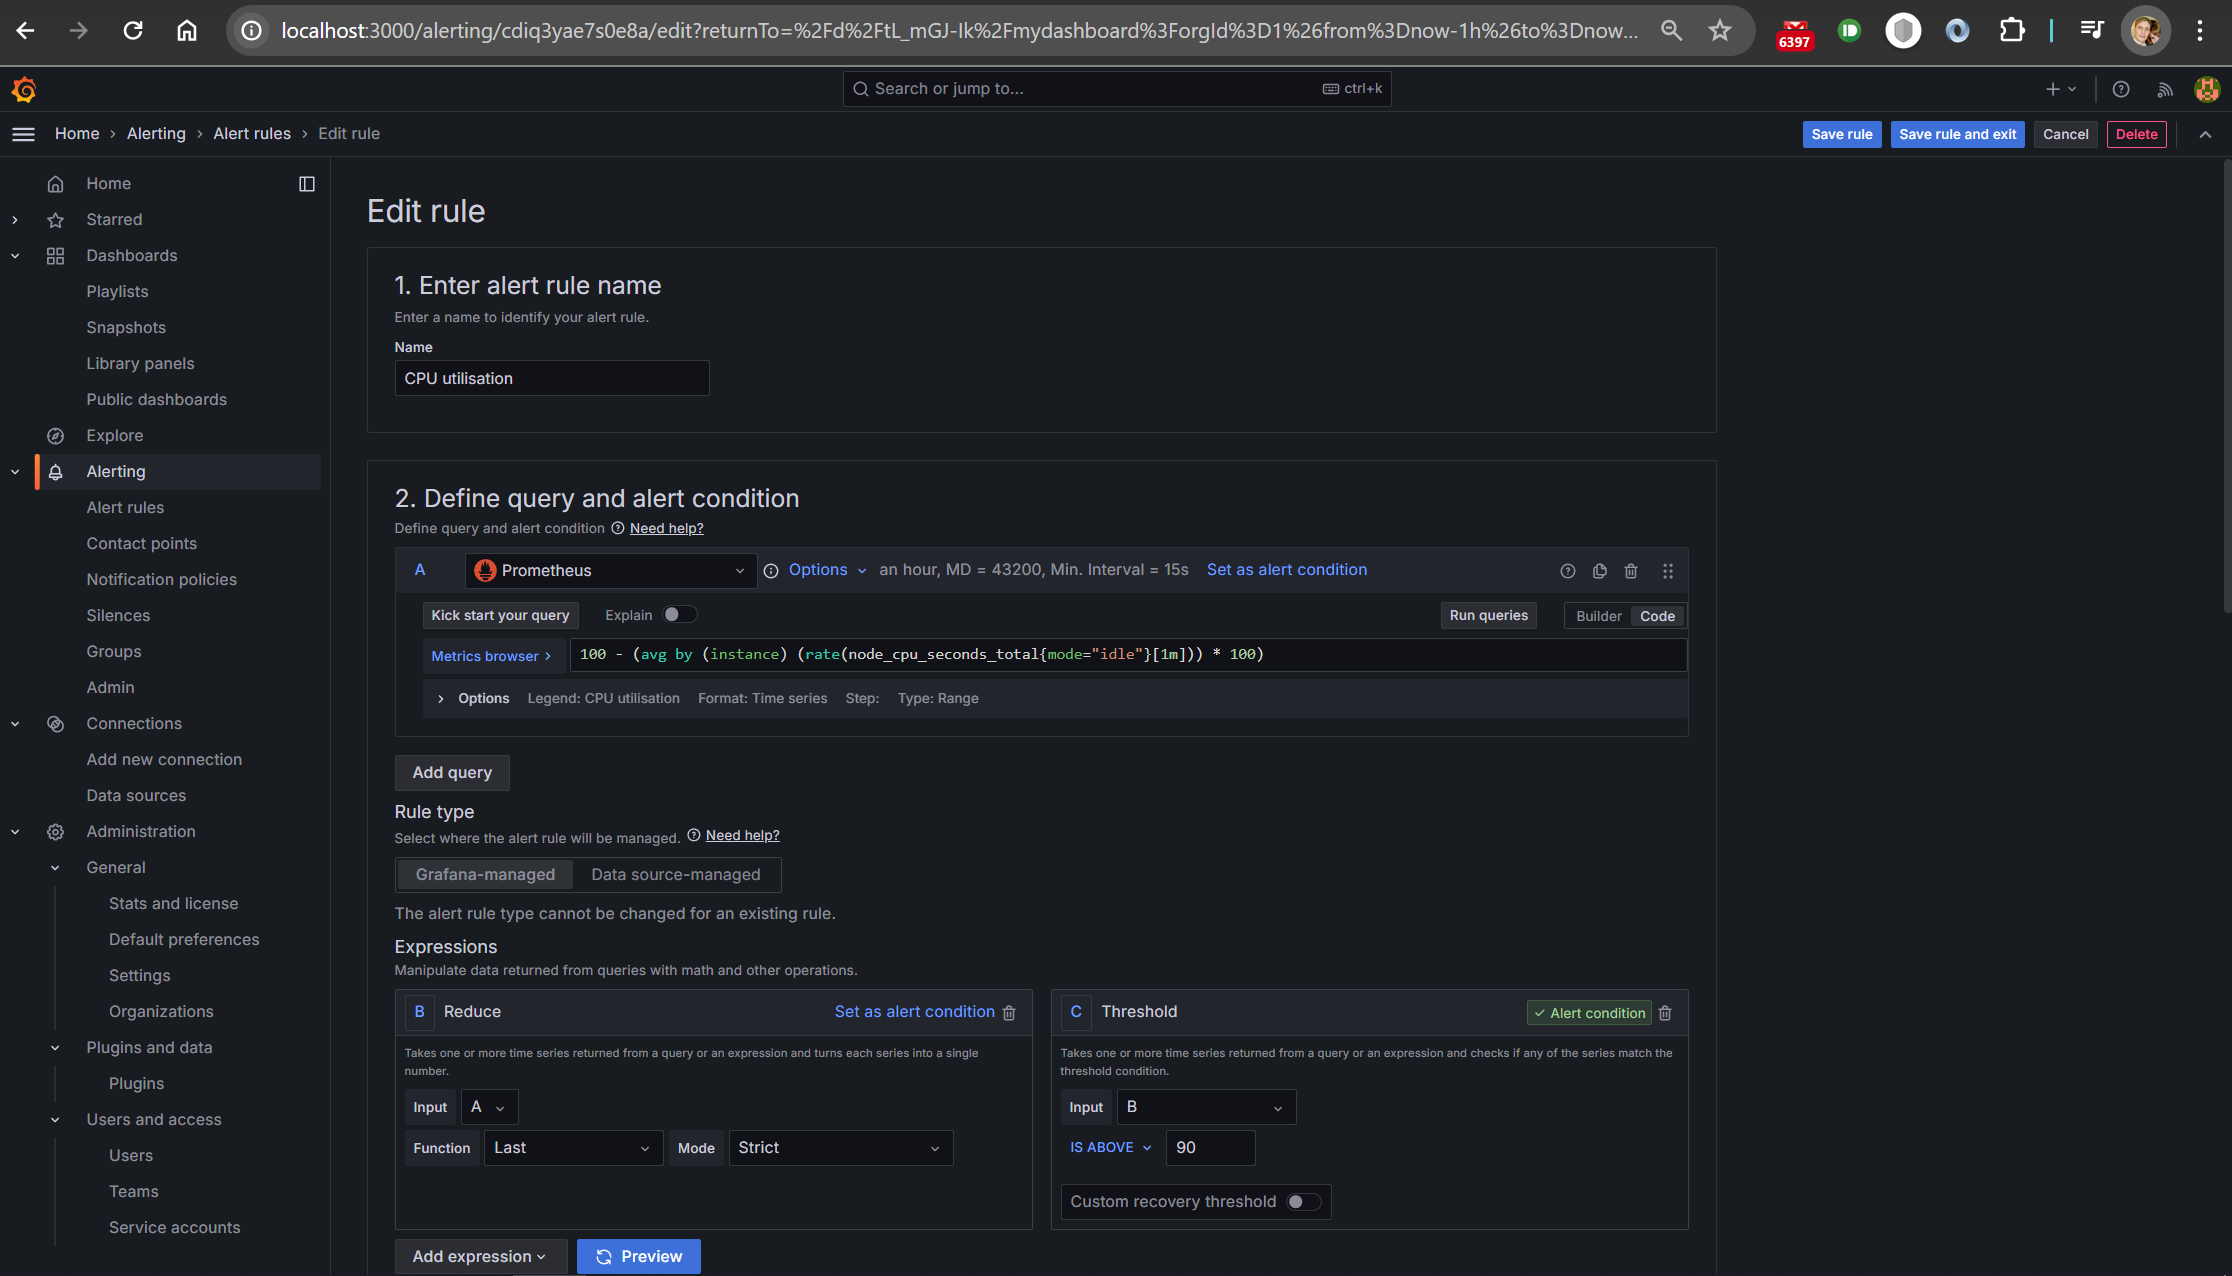 localhost:3000/alerting/cdiq3yae7s0e8a/edit?returnTo=%2Fd%2FtL_mGJ-Ik%2Fmydashboard%3ForgId%3D1%26from%3Dnow-1h%26to%3Dnow...
6397
Search or jump to... ctrl+k
Home > Alerting > Alert rules > Edit rule
Save rule Save rule and exit Cancel Delete
Home
Starred
Dashboards
Playlists
Snapshots
Library panels
Public dashboards
Explore
Alerting
Alert rules
Contact points
Notification policies
Silences
Groups
Admin
Connections
Add new connection
Data sources
Administration
General
Stats and license
Default preferences
Settings
Organizations
Plugins and data
Plugins
Users and access
Users
Teams
Service accounts
Edit rule
1. Enter alert rule name
Enter a name to identify your alert rule.
Name
CPU utilisation
2. Define query and alert condition
Define query and alert condition Need help?
A Prometheus Options an hour, MD = 43200, Min. Interval = 15s Set as alert condition
Kick start your query Explain Run queries Builder Code
Metrics browser > 100 - (avg by (instance) (rate(node_cpu_seconds_total{mode="idle"}[1m])) * 100)
Options Legend: CPU utilisation Format: Time series Step: Type: Range
Add query
Rule type
Select where the alert rule will be managed. Need help?
Grafana-managed Data source-managed
The alert rule type cannot be changed for an existing rule.
Expressions
Manipulate data returned from queries with math and other operations.
B Reduce Set as alert condition
Takes one or more time series returned from a query or an expression and turns each series into a single
number.
Input A
Function Last Mode Strict
C Threshold Alert condition
Takes one or more time series returned from a query or an expression and checks if any of the series match the
threshold condition.
Input B
IS ABOVE 90
Custom recovery threshold
Add expression Preview